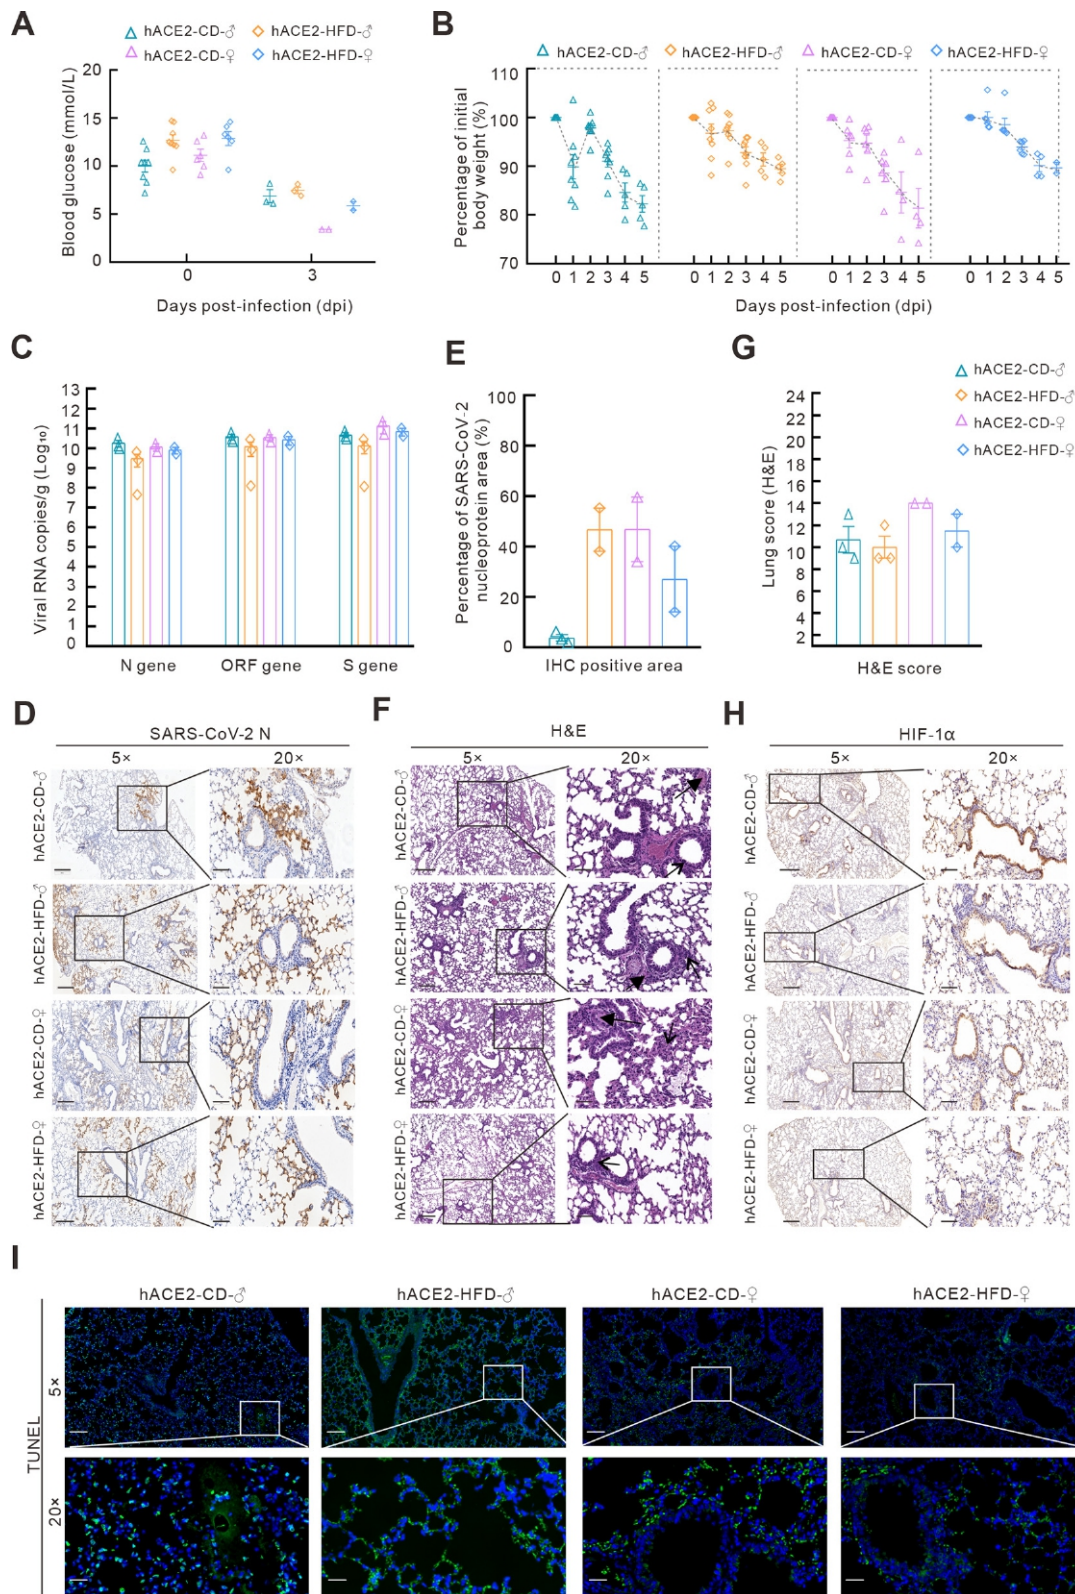 A
hACE2-CD-♂
hACE2-HFD-♂
hACE2-CD-♀
hACE2-HFD-♀
Blood glucose (mmol/L)
20
15
10
5
0
0
3
Days post-infection (dpi)
B
hACE2-CD-♂
hACE2-HFD-♂
hACE2-CD-♀
hACE2-HFD-♀
Percentage of initial
body weight (%)
110
100
90
80
70
0 1 2 3 4 5
0 1 2 3 4 5
0 1 2 3 4 5
0 1 2 3 4 5
Days post-infection (dpi)
Days post-infection (dpi)
C
Viral RNA copies/g (Log₁₀)
13
12
11
10
9
8
7
10
9
4
3
2
1
0
N gene
ORF gene
S gene
E
Percentage of SARS-CoV-2
nucleoprotein area (%)
100
80
60
40
20
0
IHC positive area
G
hACE2-CD-♂
hACE2-HFD-♂
hACE2-CD-♀
hACE2-HFD-♀
Lung score (H&E)
24
22
20
18
16
14
12
10
8
6
4
2
H&E score
D
SARS-CoV-2 N
5×
20×
hACE2-CD-♂
hACE2-HFD-♂
hACE2-CD-♀
hACE2-HFD-♀
F
H&E
5×
20×
hACE2-CD-♂
hACE2-HFD-♂
hACE2-CD-♀
hACE2-HFD-♀
H
HIF-1α
5×
20×
hACE2-CD-♂
hACE2-HFD-♂
hACE2-CD-♀
hACE2-HFD-♀
I
hACE2-CD-♂
hACE2-HFD-♂
hACE2-CD-♀
hACE2-HFD-♀
TUNEL
5×
20×